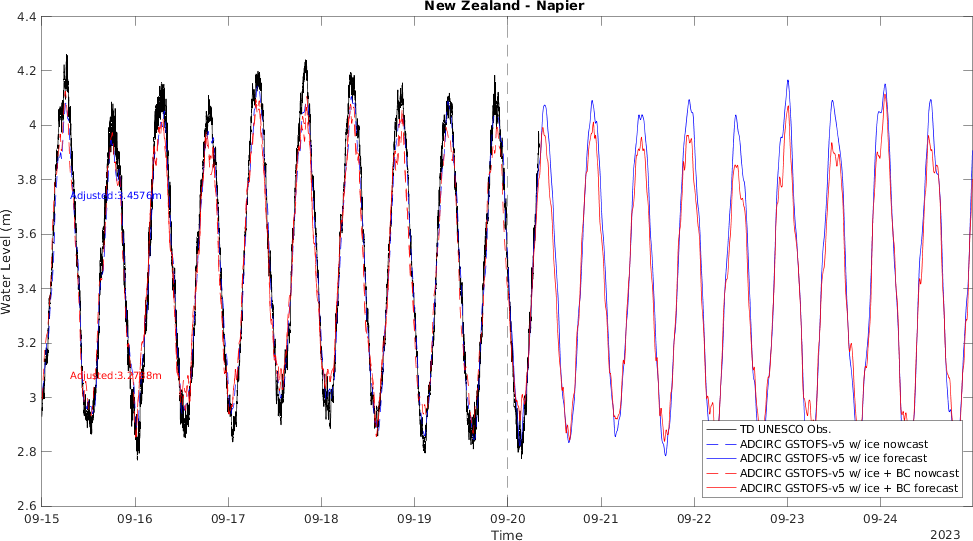 New Zealand - Napier
4.4
4.2
4
3.8
3.6
3.4
3.2
3
2.8
2.6
Water Level (m)
Adjusted:3.4576m
Adjusted:3.2748m
TD UNESCO Obs.
ADCIRC GSTOFS-v5 w/ ice nowcast
ADCIRC GSTOFS-v5 w/ ice forecast
ADCIRC GSTOFS-v5 w/ ice + BC nowcast
ADCIRC GSTOFS-v5 w/ ice + BC forecast
09-15 09-16 09-17 09-18 09-19 09-20 09-21 09-22 09-23 09-24
Time
2023